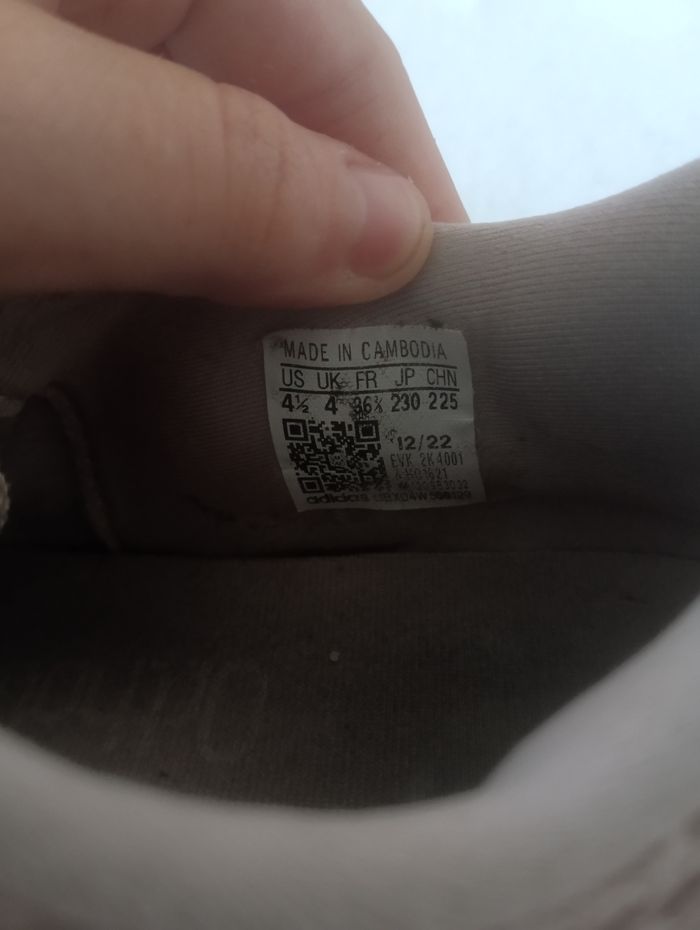 MADE IN CAMBODIA
US UK FR JP CHN
4½ 4 36⅔ 230 225
12/22
EVK 2K4001
adidas